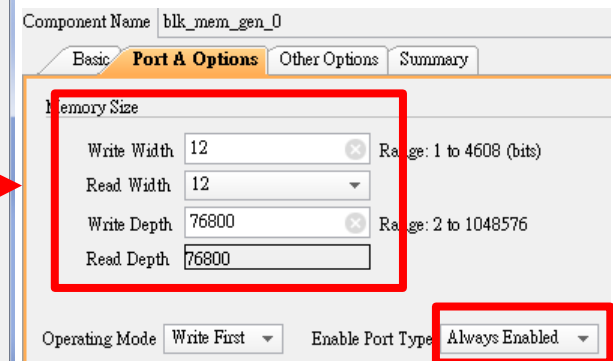 Component Name blk_mem_gen_0
Basic Port A Options Other Options Summary
Memory Size
Write Width 12 Range: 1 to 4608 (bits)
Read Width 12
Write Depth 76800 Range: 2 to 1048576
Read Depth 76800
Operating Mode Write First Enable Port Type Always Enabled